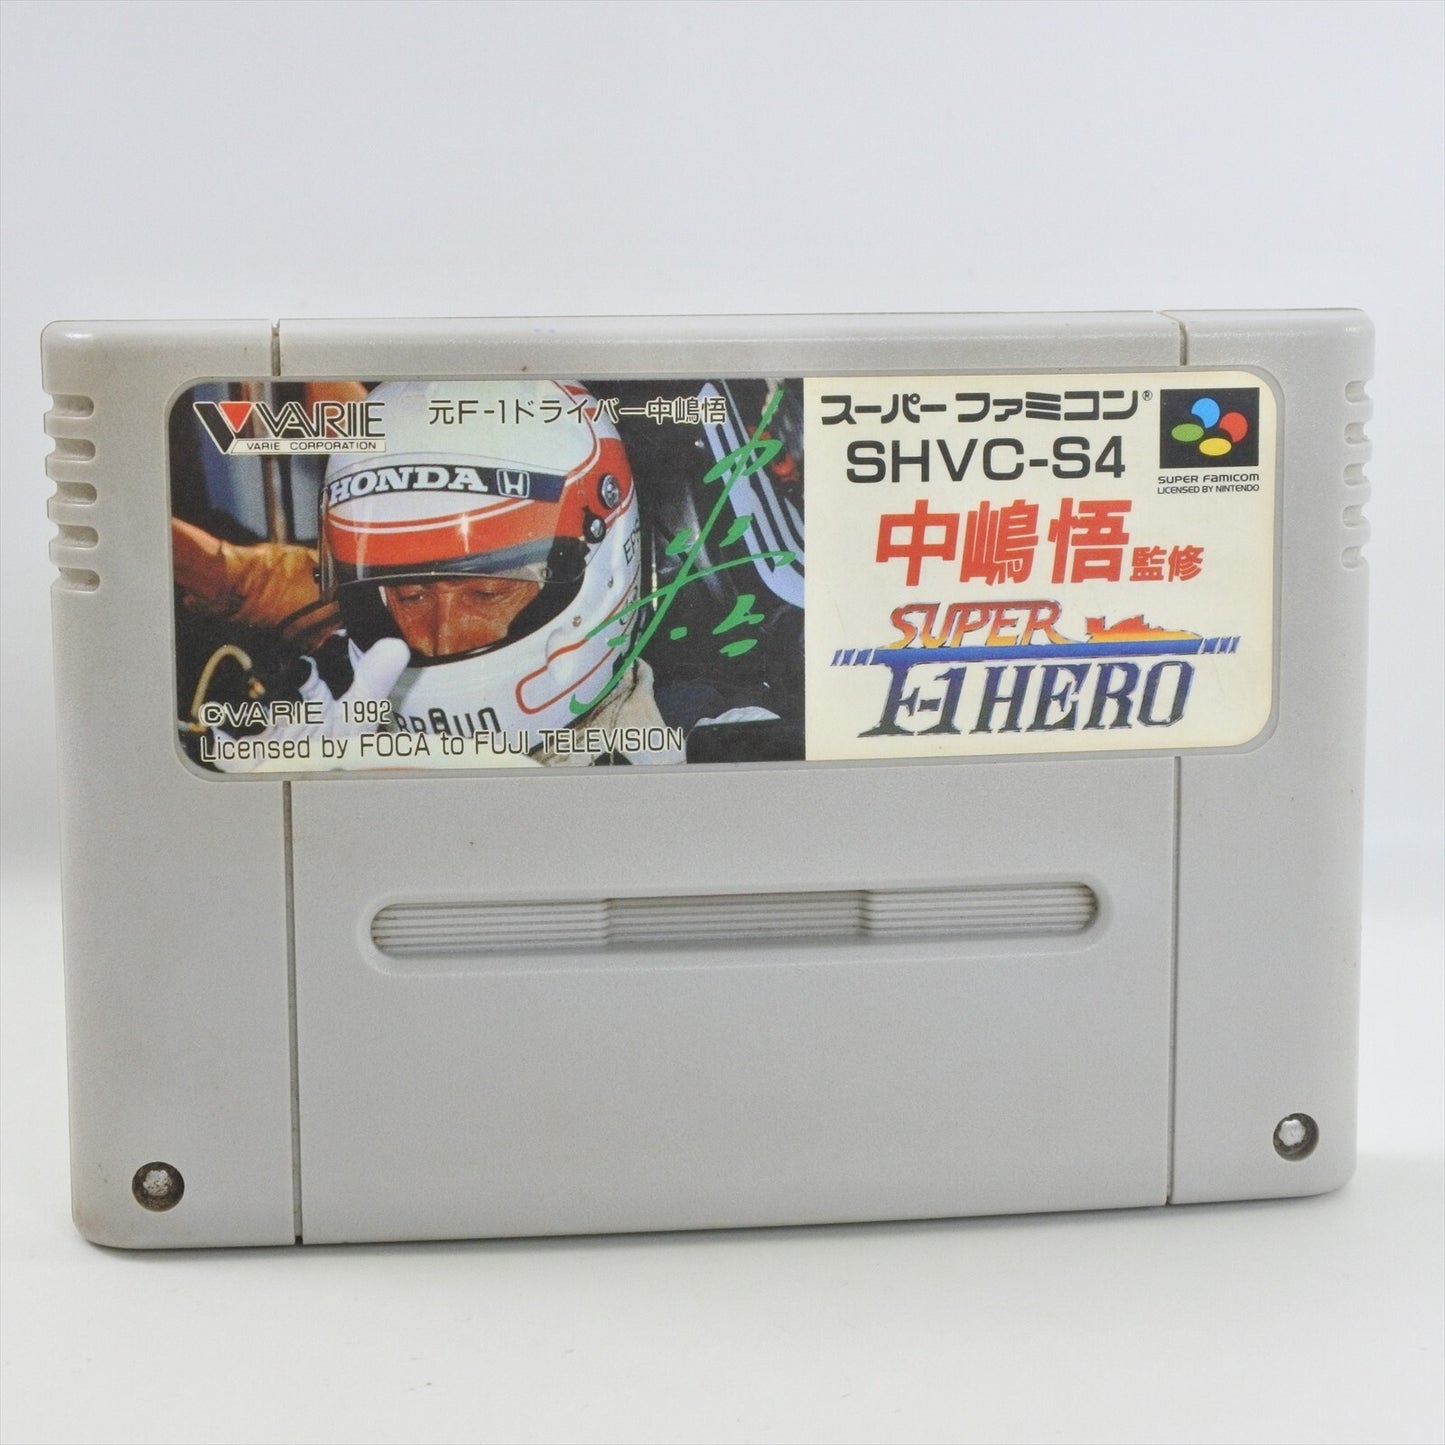 VARIE
VARIE CORPORATION
元F-1ドライバー中嶋悟
HONDA
BRAUN
©VARIE 1992
Licensed by FOCA to FUJI TELEVISION
スーパーファミコン®
SHVC-S4
SUPER FAMICOM
LICENSED BY NINTENDO
中嶋悟監修
SUPER
F-1 HERO